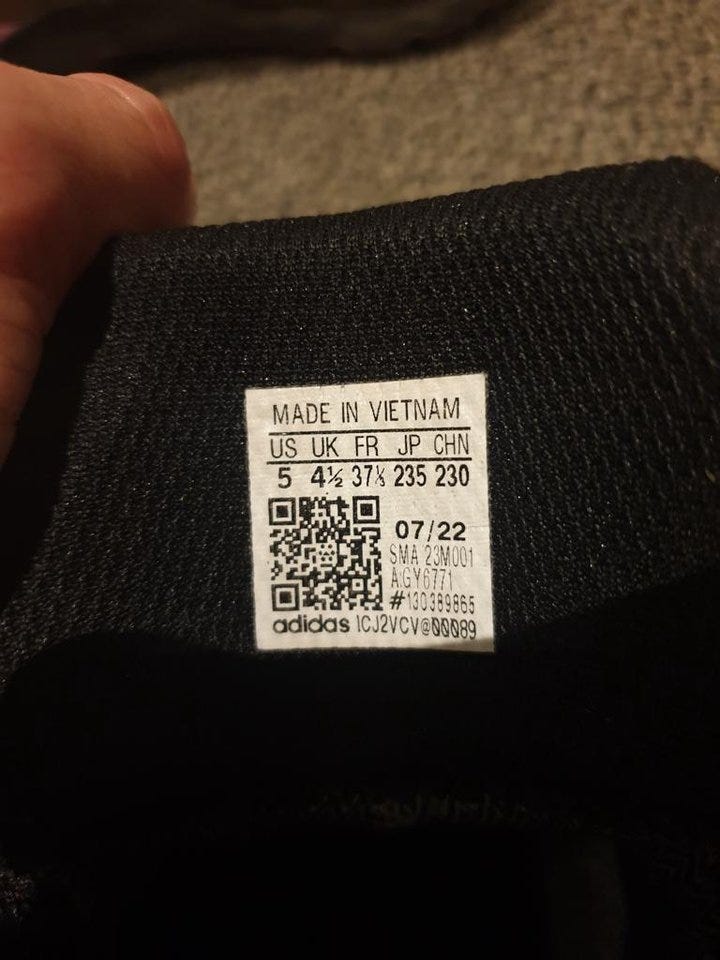 MADE IN VIETNAM
US UK FR JP CHN
5 4½ 37⅓ 235 230
07/22
SMA 23M001
A:GY6771
#130389865
adidas ICJ2VCV@00089